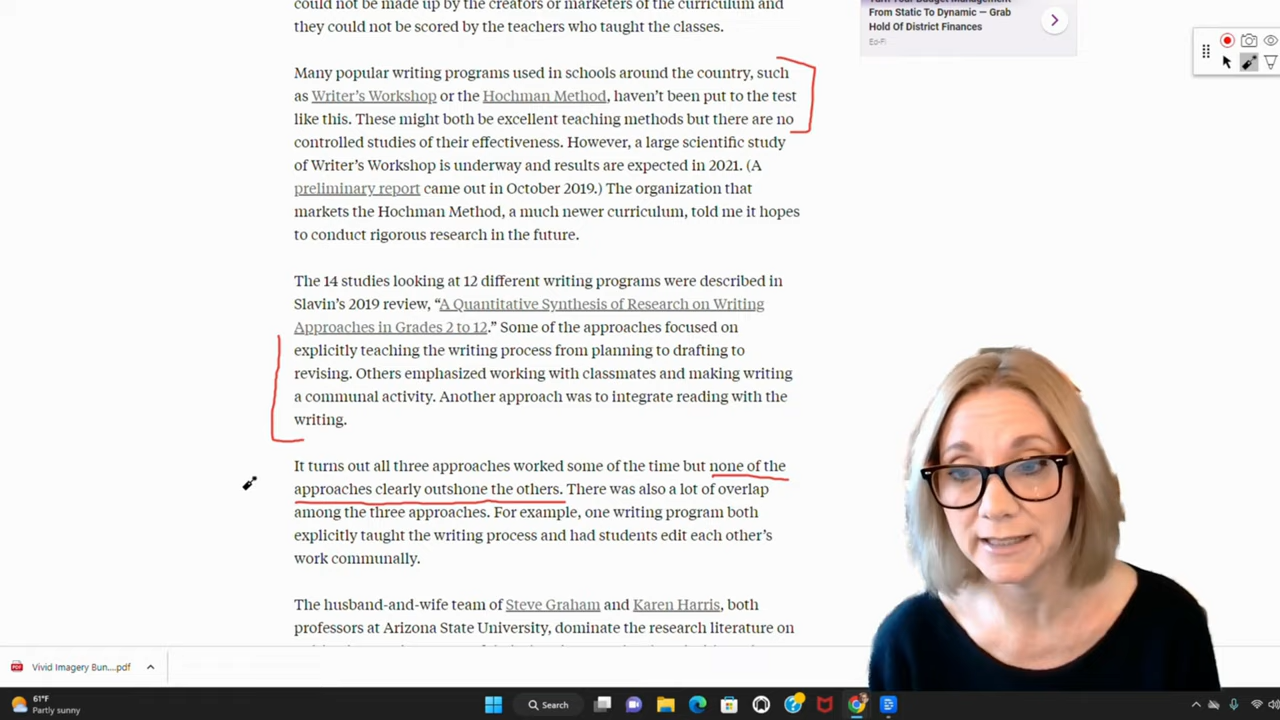 could not be made up by the creators or marketers of the curriculum and
they could not be scored by the teachers who taught the classes.
From Static To Dynamic — Grab
Hold Of District Finances
Ed-Fi
Many popular writing programs used in schools around the country, such
as Writer’s Workshop or the Hochman Method, haven’t been put to the test
like this. These might both be excellent teaching methods but there are no
controlled studies of their effectiveness. However, a large scientific study
of Writer’s Workshop is underway and results are expected in 2021. (A
preliminary report came out in October 2019.) The organization that
markets the Hochman Method, a much newer curriculum, told me it hopes
to conduct rigorous research in the future.
The 14 studies looking at 12 different writing programs were described in
Slavin’s 2019 review, “A Quantitative Synthesis of Research on Writing
Approaches in Grades 2 to 12.” Some of the approaches focused on
explicitly teaching the writing process from planning to drafting to
revising. Others emphasized working with classmates and making writing
a communal activity. Another approach was to integrate reading with the
writing.
It turns out all three approaches worked some of the time but none of the
approaches clearly outshone the others. There was also a lot of overlap
among the three approaches. For example, one writing program both
explicitly taught the writing process and had students edit each other’s
work communally.
The husband-and-wife team of Steve Graham and Karen Harris, both
professors at Arizona State University, dominate the research literature on
Vivid Imagery Bun....pdf
61°F
Partly sunny
Search